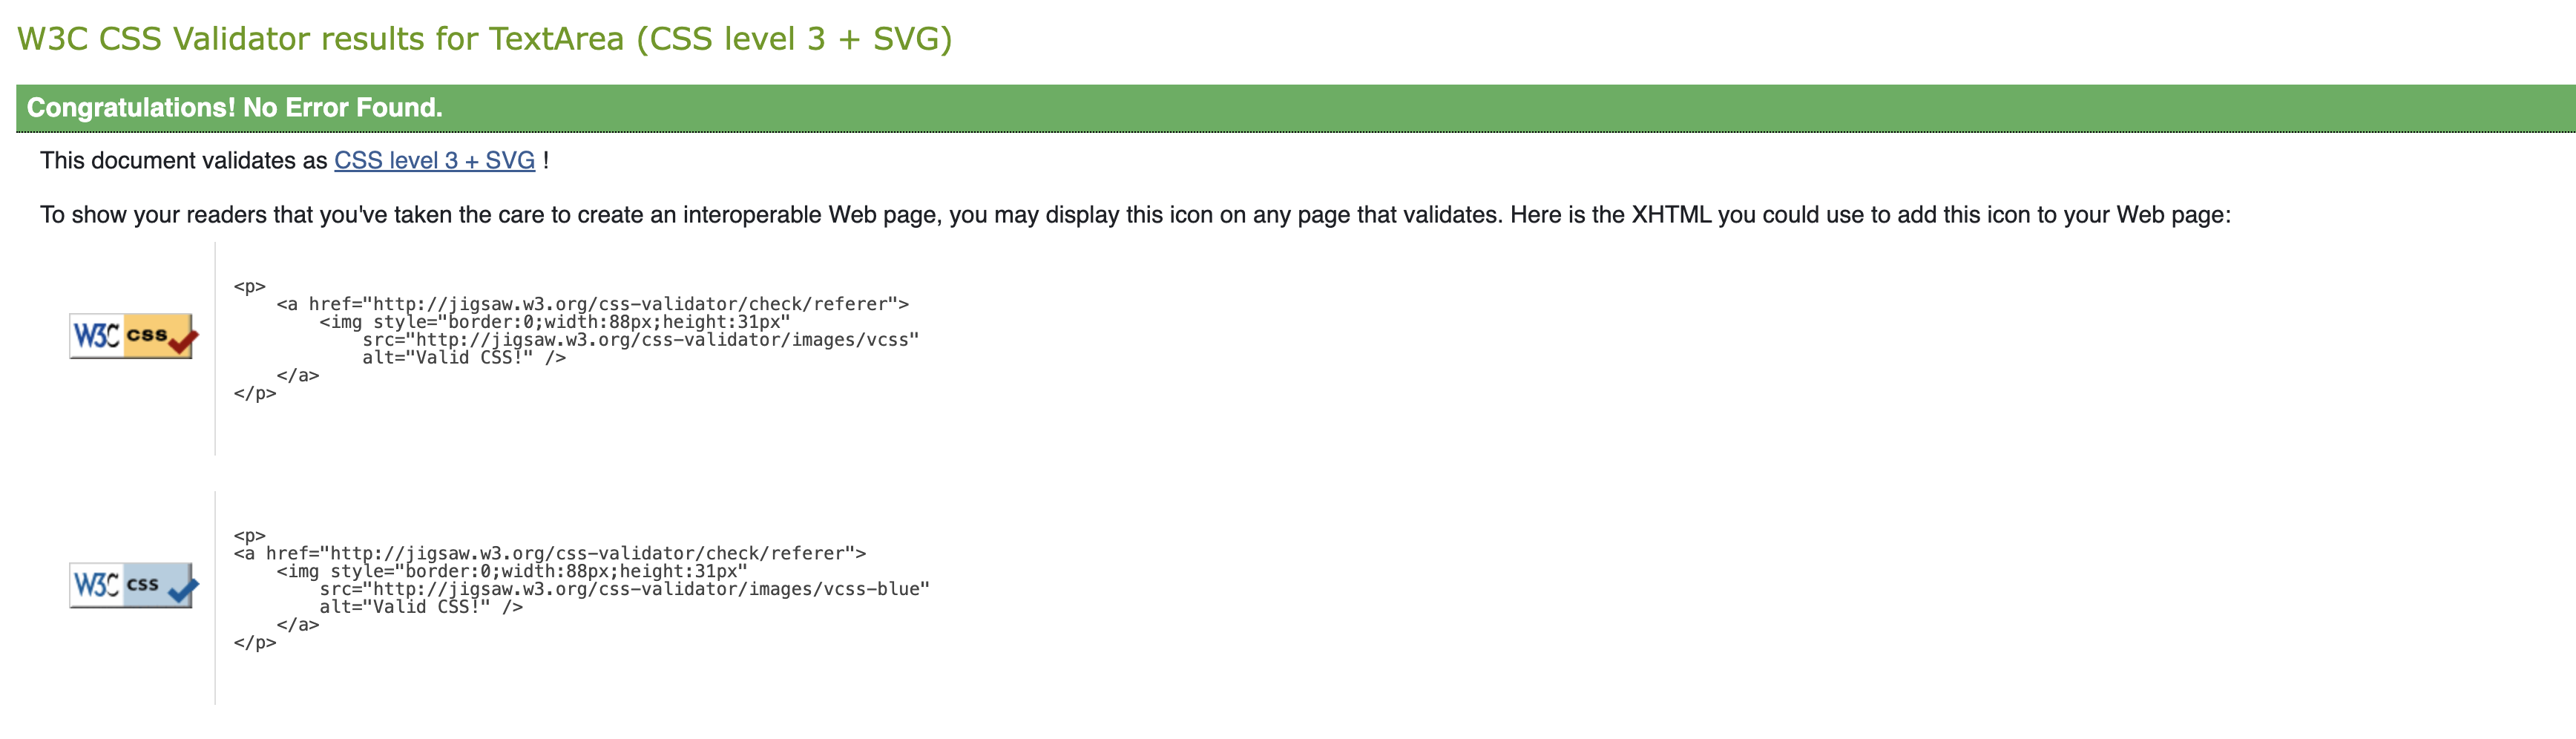 W3C CSS Validator results for TextArea (CSS level 3 + SVG)
Congratulations! No Error Found.
This document validates as CSS level 3 + SVG !
To show your readers that you've taken the care to create an interoperable Web page, you may display this icon on any page that validates. Here is the XHTML you could use to add this icon to your Web page:
W3C css
<p>
    <a href="http://jigsaw.w3.org/css-validator/check/referer">
        <img style="border:0;width:88px;height:31px"
            src="http://jigsaw.w3.org/css-validator/images/vcss"
            alt="Valid CSS!" />
    </a>
</p>
W3C css
<p>
<a href="http://jigsaw.w3.org/css-validator/check/referer">
    <img style="border:0;width:88px;height:31px"
        src="http://jigsaw.w3.org/css-validator/images/vcss-blue"
        alt="Valid CSS!" />
    </a>
</p>